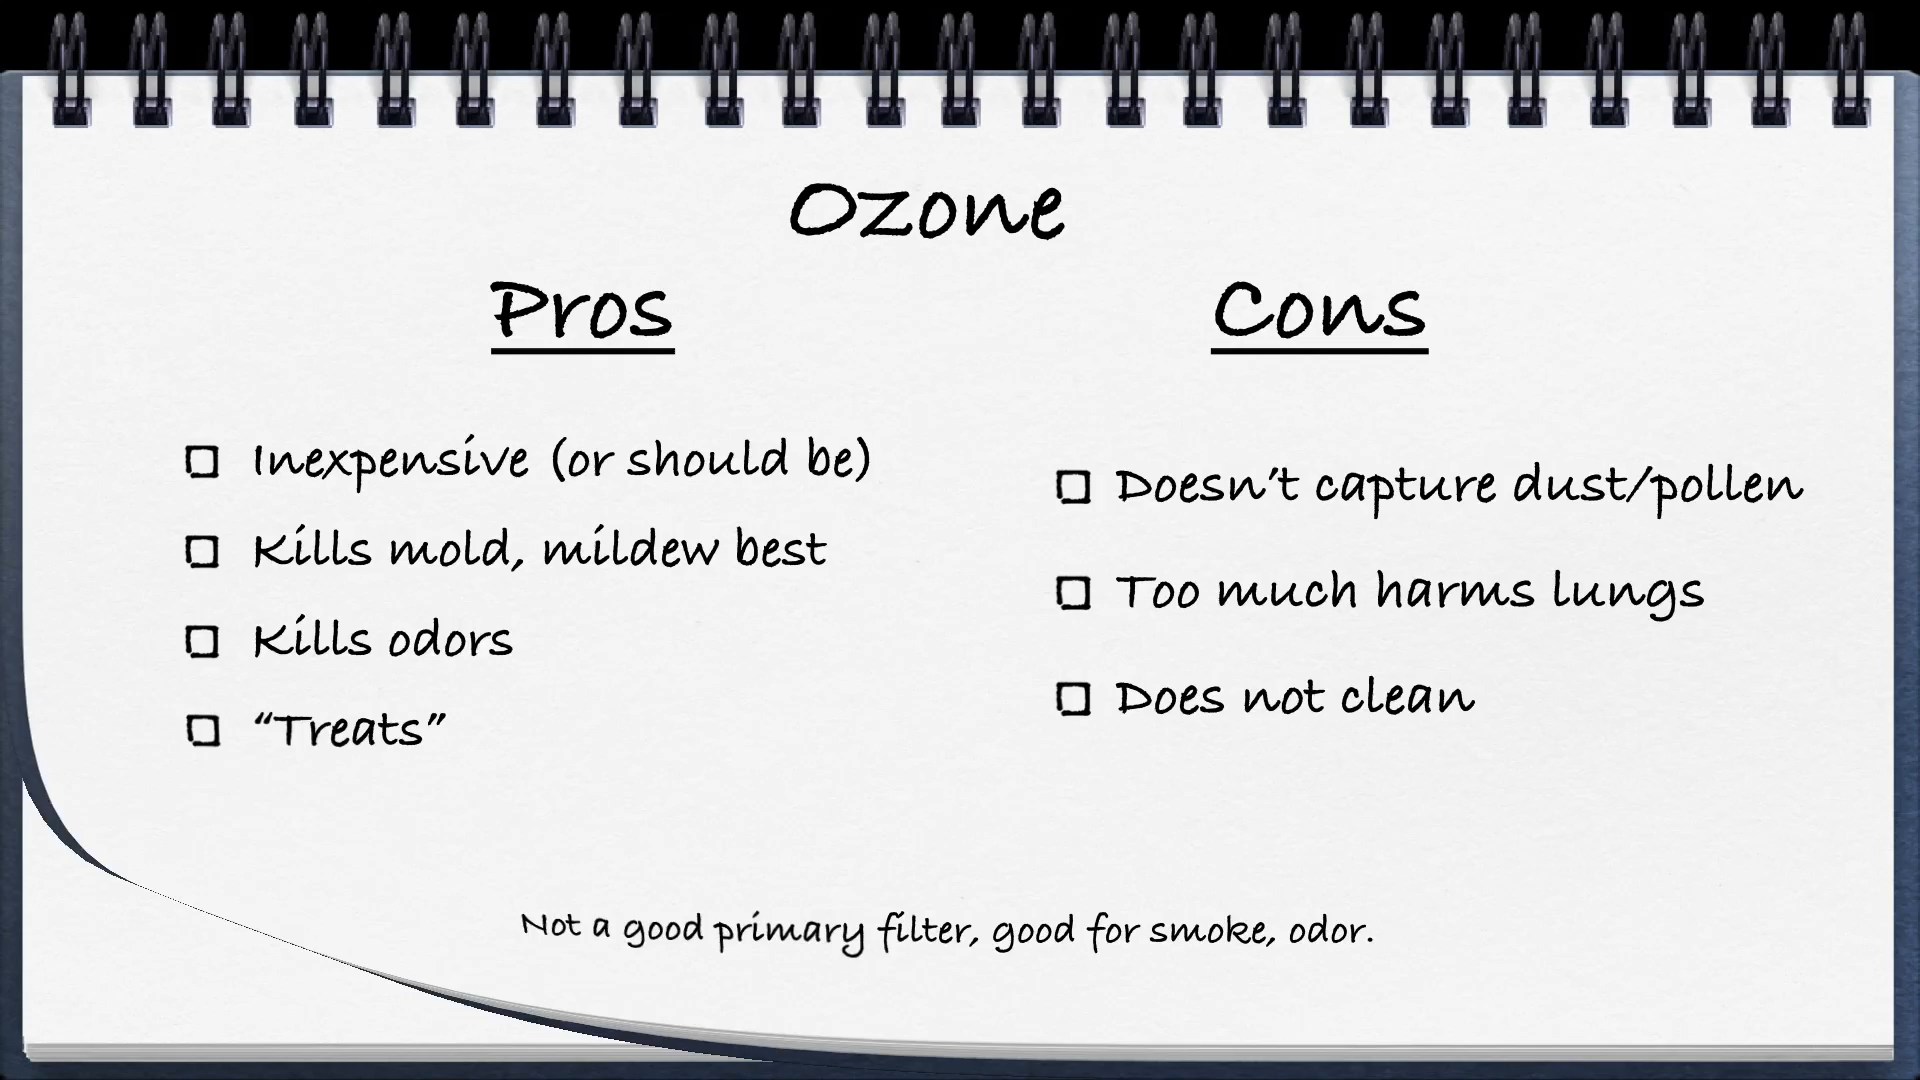 Ozone
Pros
Inexpensive (or should be)
Kills mold, mildew best
Kills odors
“Treats”
Cons
Doesn’t capture dust/pollen
Too much harms lungs
Does not clean
Not a good primary filter, good for smoke, odor.